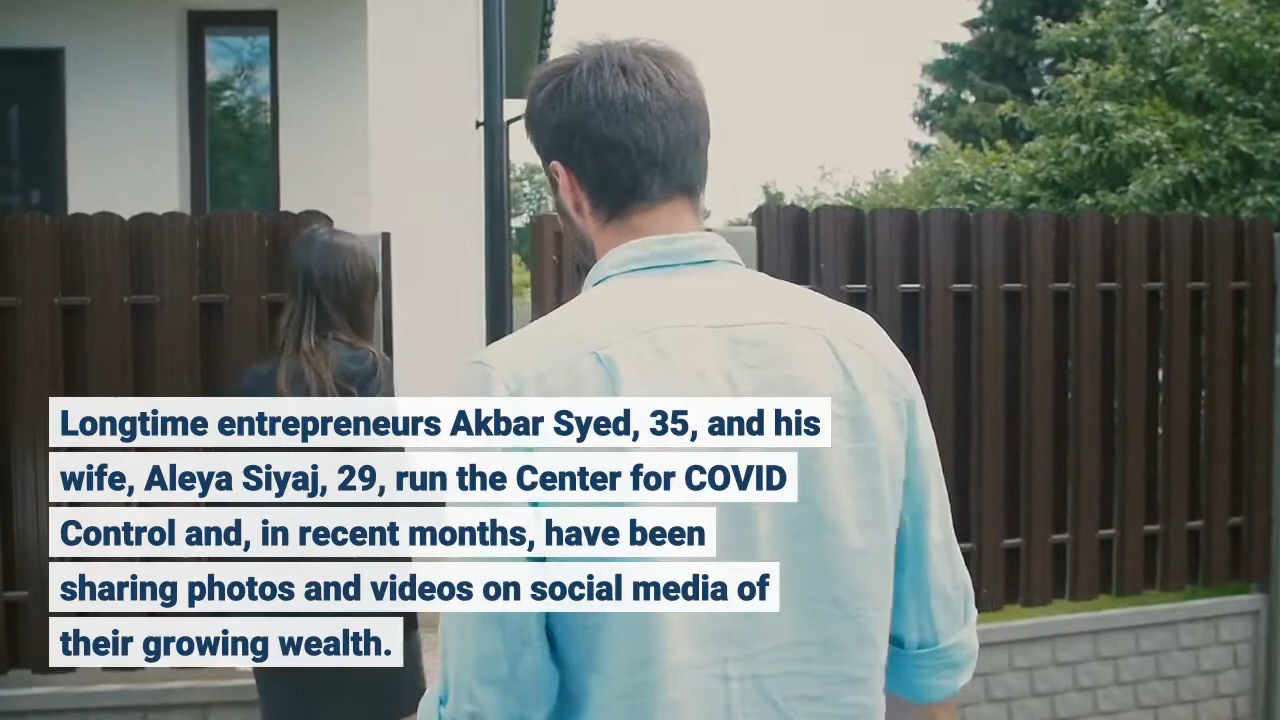 Longtime entrepreneurs Akbar Syed, 35, and his
wife, Aleya Siyaj, 29, run the Center for COVID
Control and, in recent months, have been
sharing photos and videos on social media of
their growing wealth.